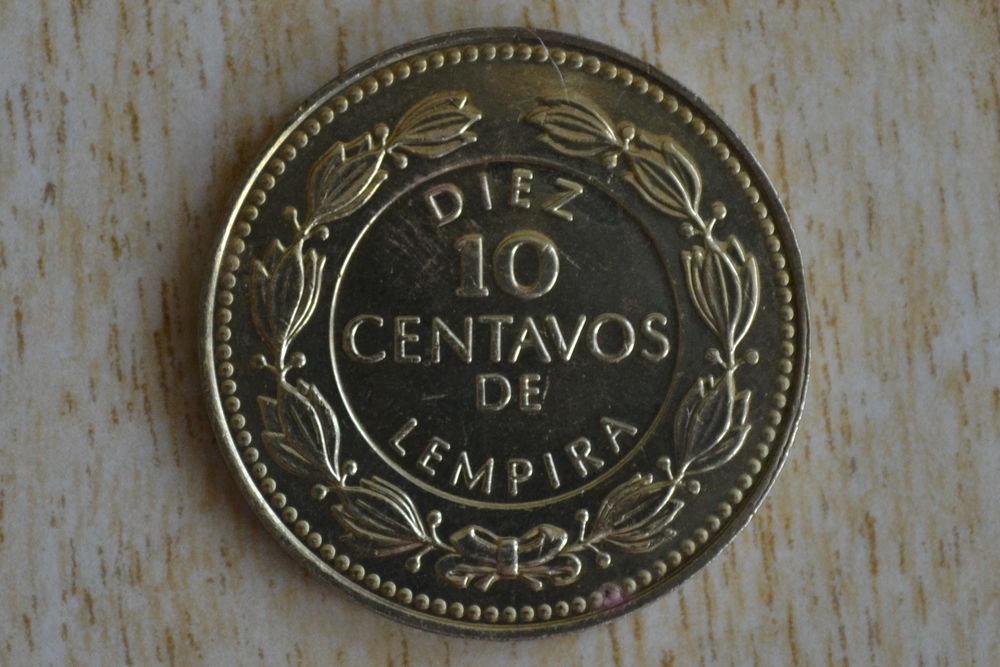 DIEZ
10
CENTAVOS
DE
LEMPIRA